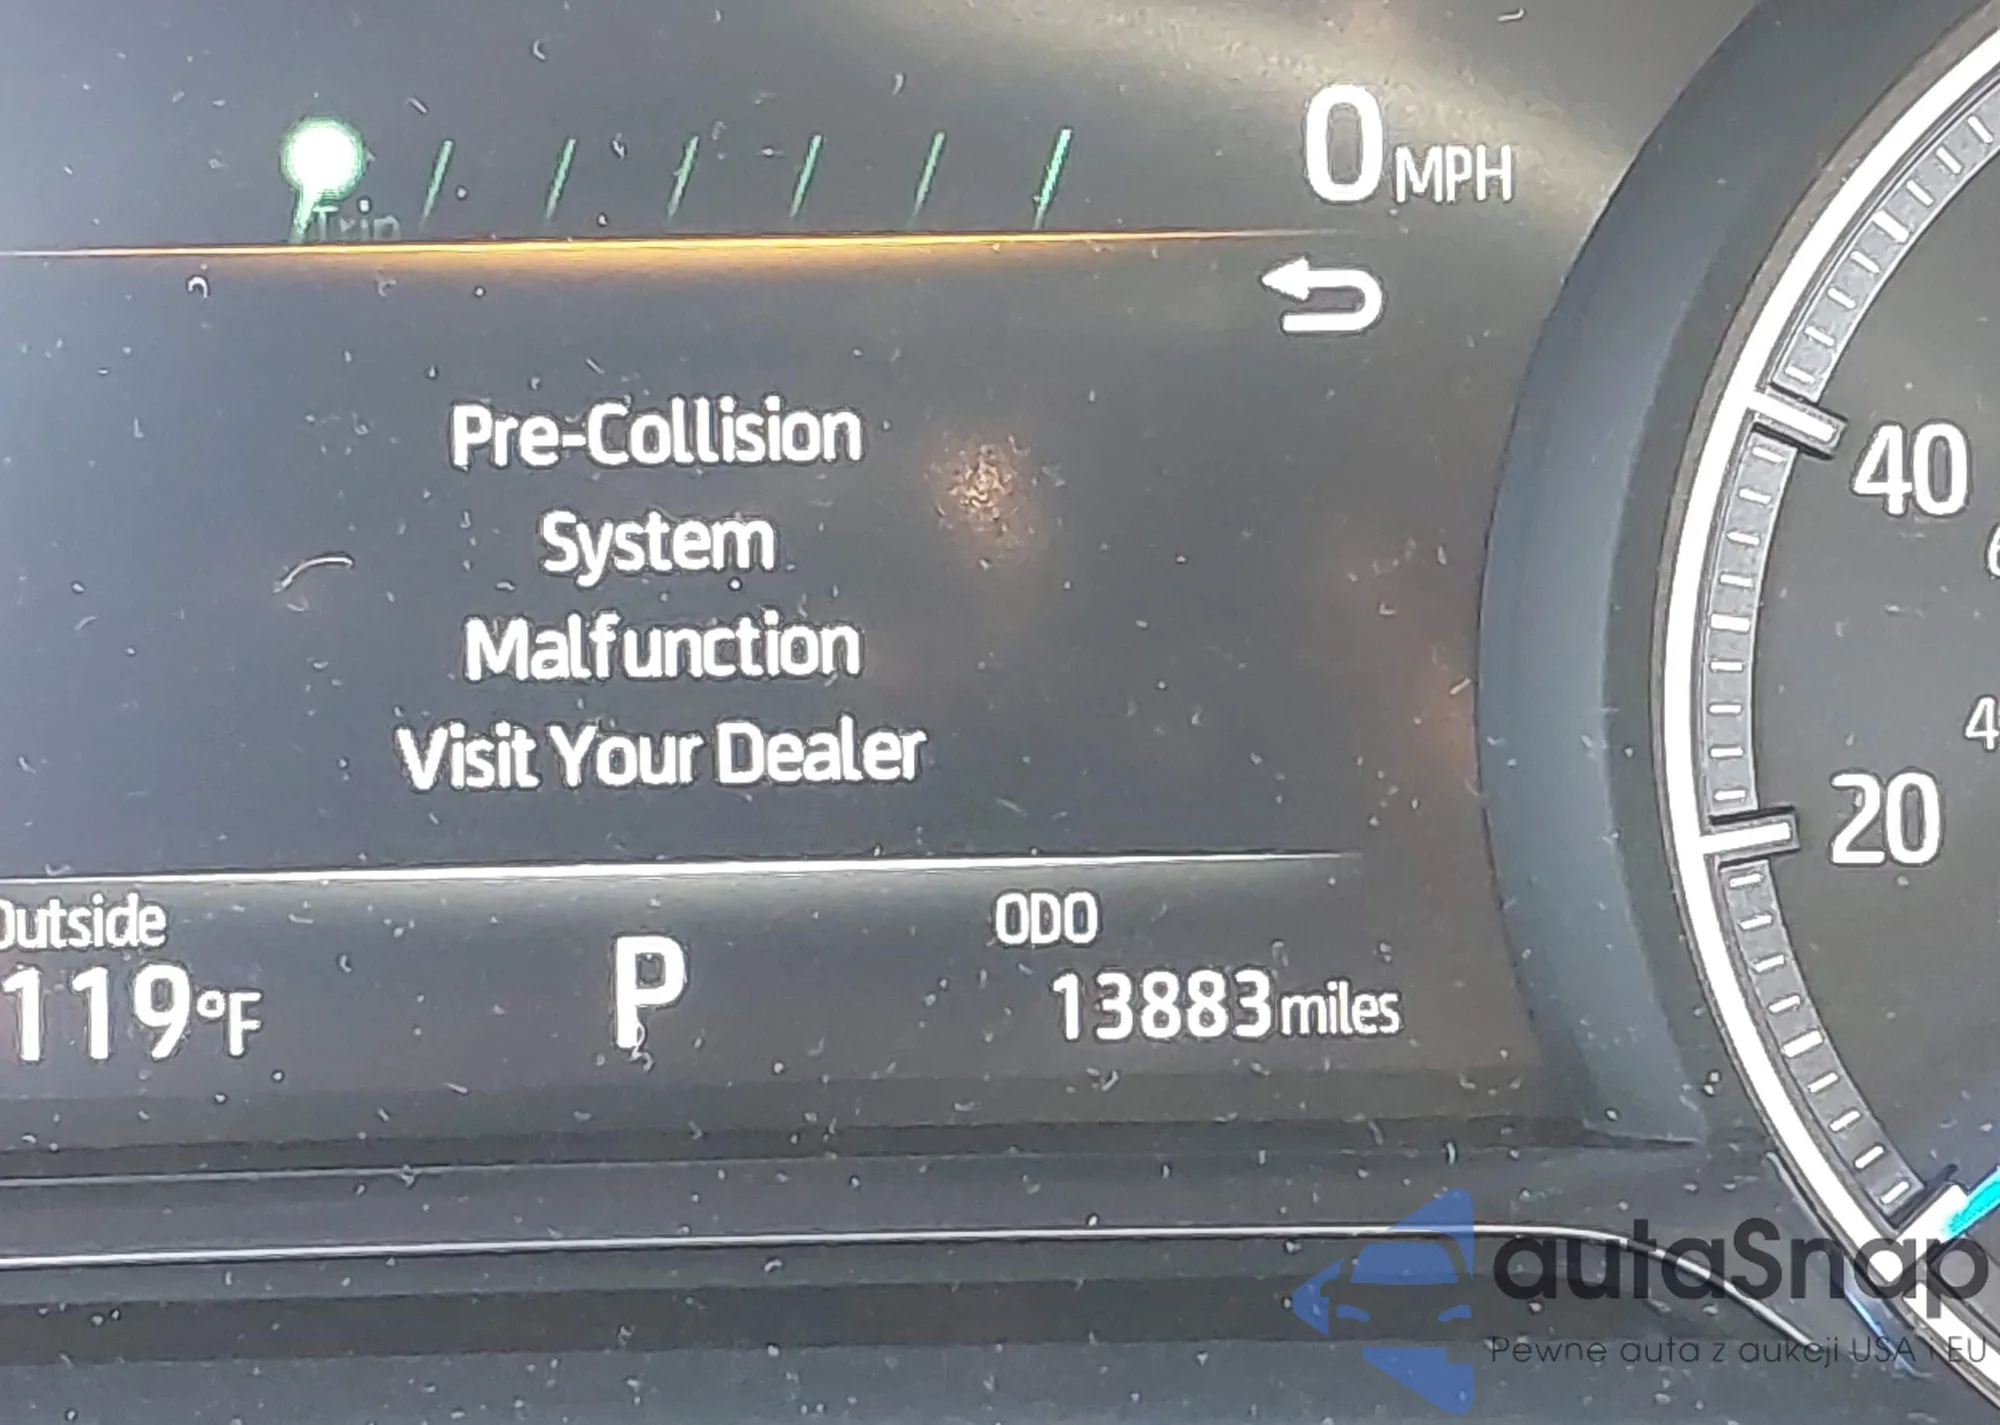 0 MPH
Trip
Pre-Collision
System
Malfunction
Visit Your Dealer
40
20
Outside
ODO
119°F
P
13883 miles
autaSnap
Pewne auta z aukcji USA i EU